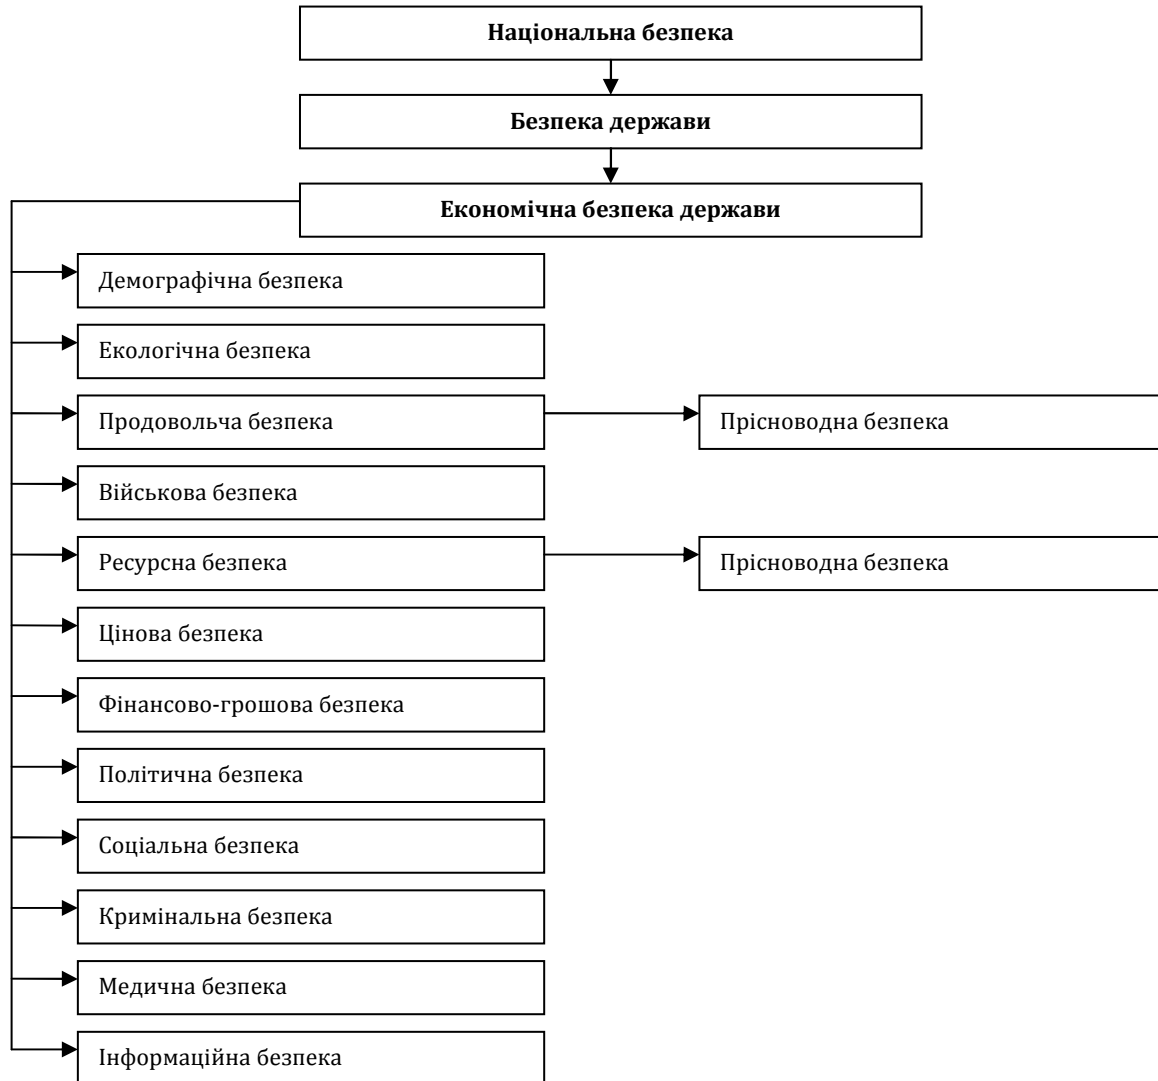 Національна безпека
Безпека держави
Економічна безпека держави
Демографічна безпека
Екологічна безпека
Продовольча безпека
Прісноводна безпека
Військова безпека
Ресурсна безпека
Прісноводна безпека
Цінова безпека
Фінансово-грошова безпека
Політична безпека
Соціальна безпека
Кримінальна безпека
Медична безпека
Інформаційна безпека